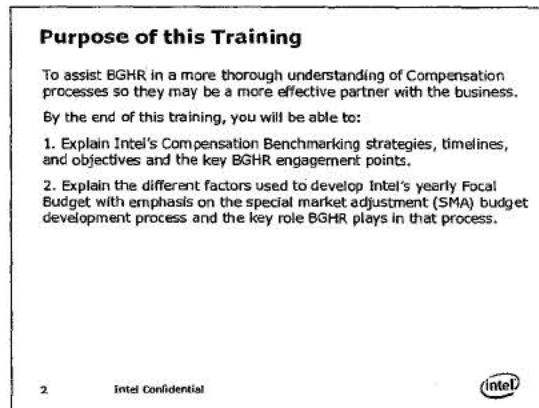 Purpose of this Training
To assist BGHR in a more thorough understanding of Compensation
processes so they may be a more effective partner with the business.
By the end of this training, you will be able to:
1. Explain Intel's Compensation Benchmarking strategies, timelines,
and objectives and the key BGHR engagement points.
2. Explain the different factors used to develop Intel's yearly Focal
Budget with emphasis on the special market adjustment (SMA) budget
development process and the key role BGHR plays in that process.
2 Intel Confidential
intel